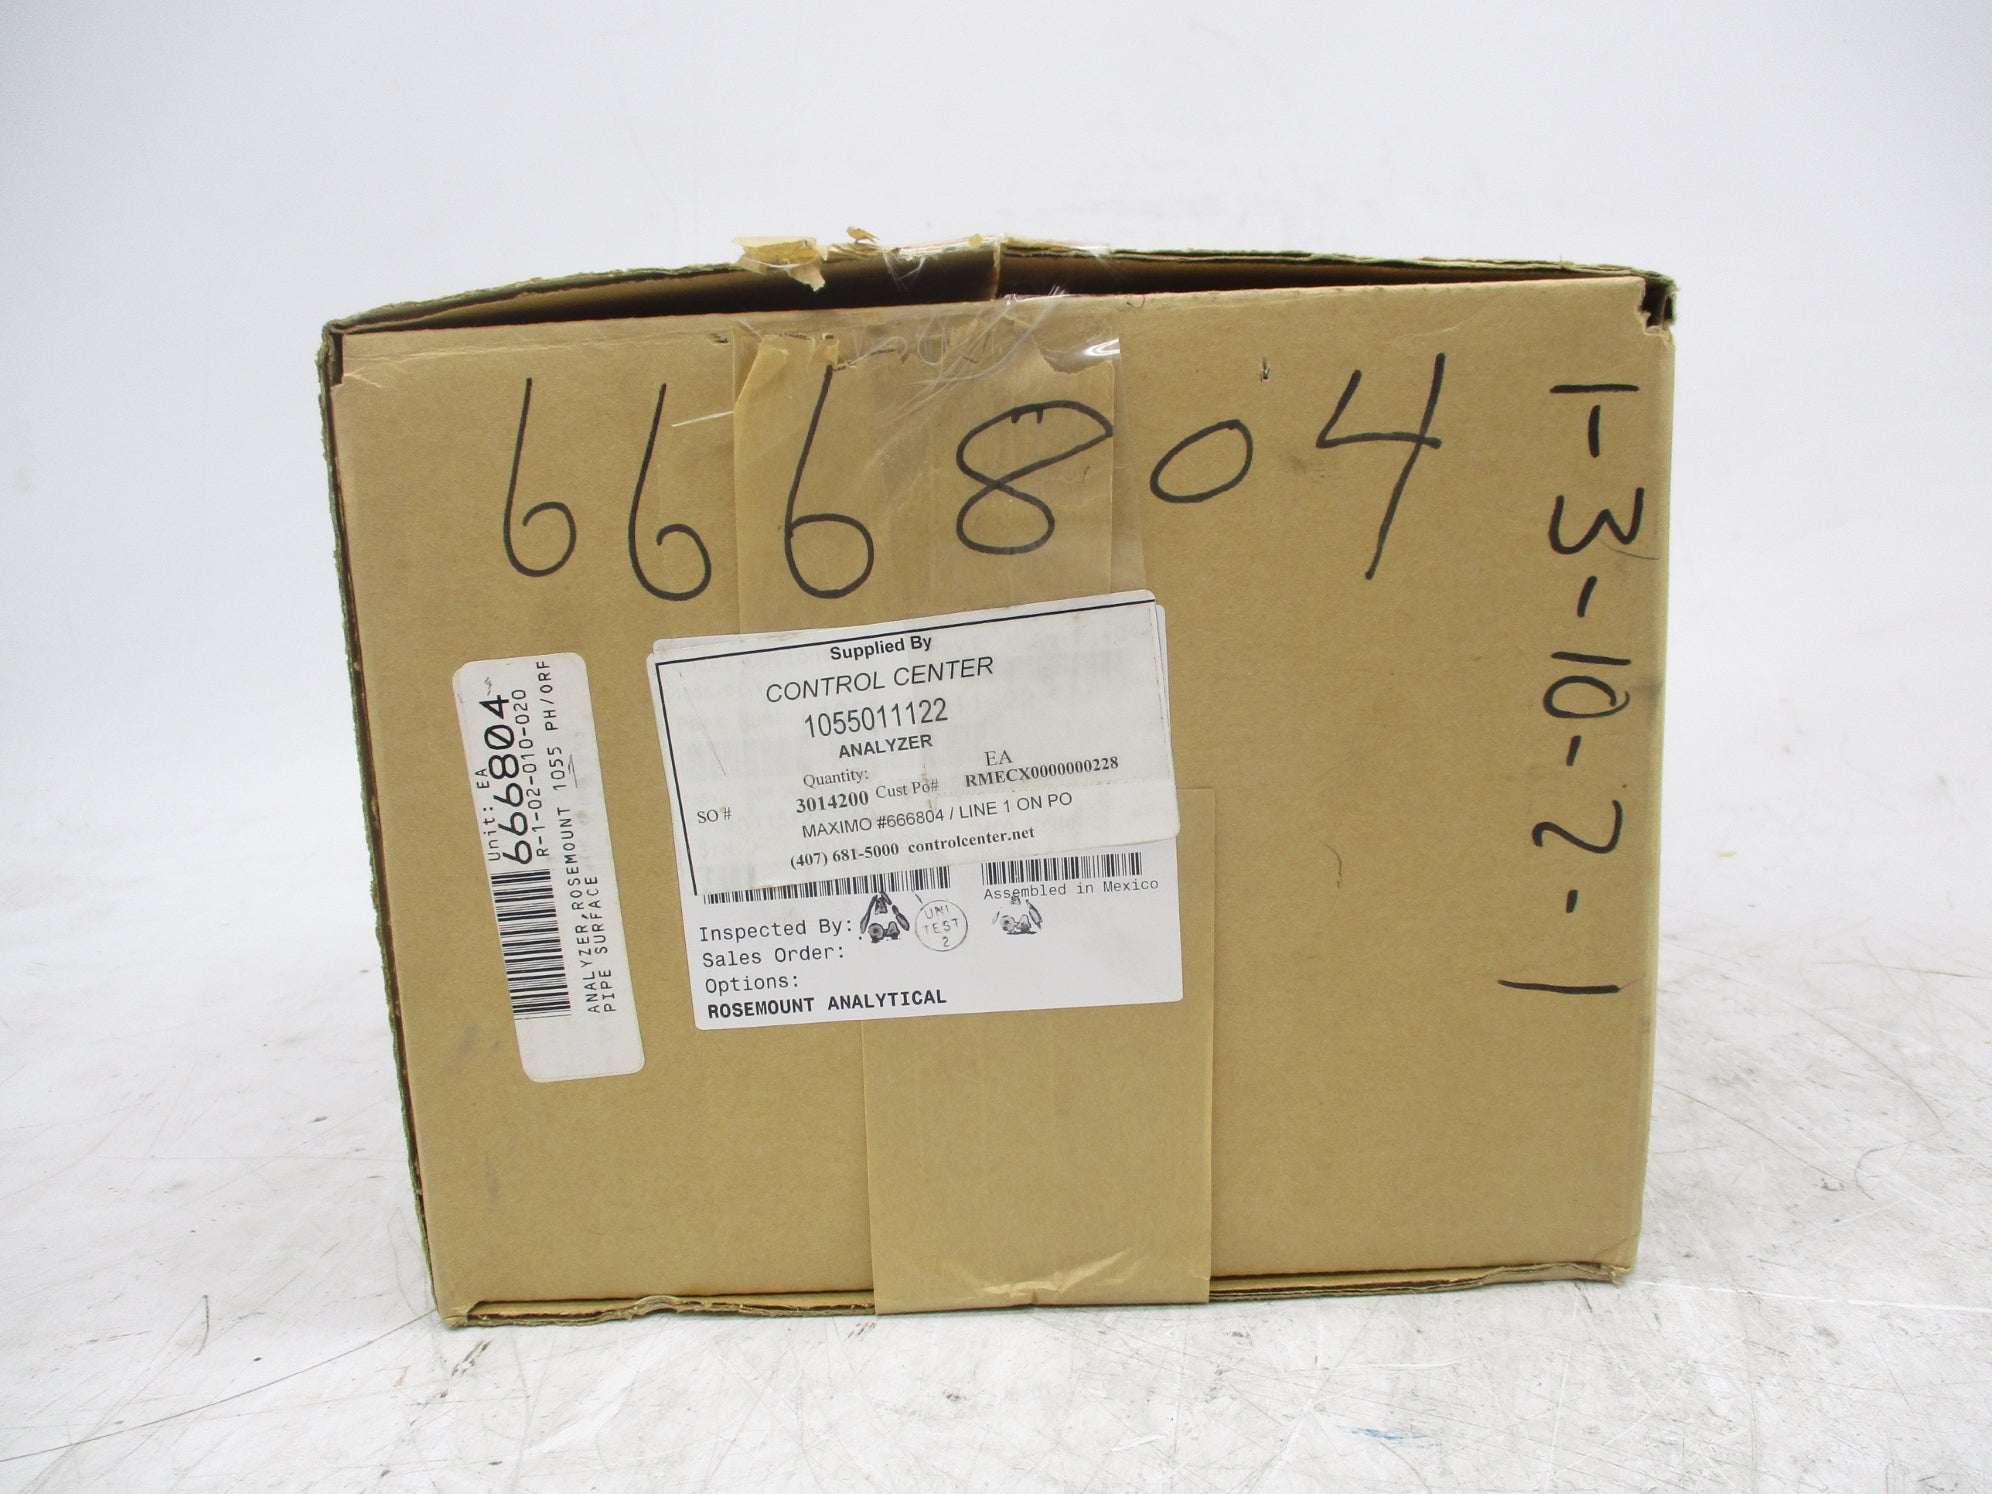 666804
1-3-10-2-1
Unit: EA
666804
R-1-02-010-020
ANALYZER,ROSEMOUNT 1055 PH/ORP
PIPE SURFACE
Supplied By
CONTROL CENTER
1055011122
ANALYZER
Quantity: EA
SO # 3014200 Cust Po# RMECX0000000228
MAXIMO #666804 / LINE 1 ON PO
(407) 681-5000 controlcenter.net
Assembled in Mexico
Inspected By:
UNI
TEST
2
Sales Order:
Options:
ROSEMOUNT ANALYTICAL